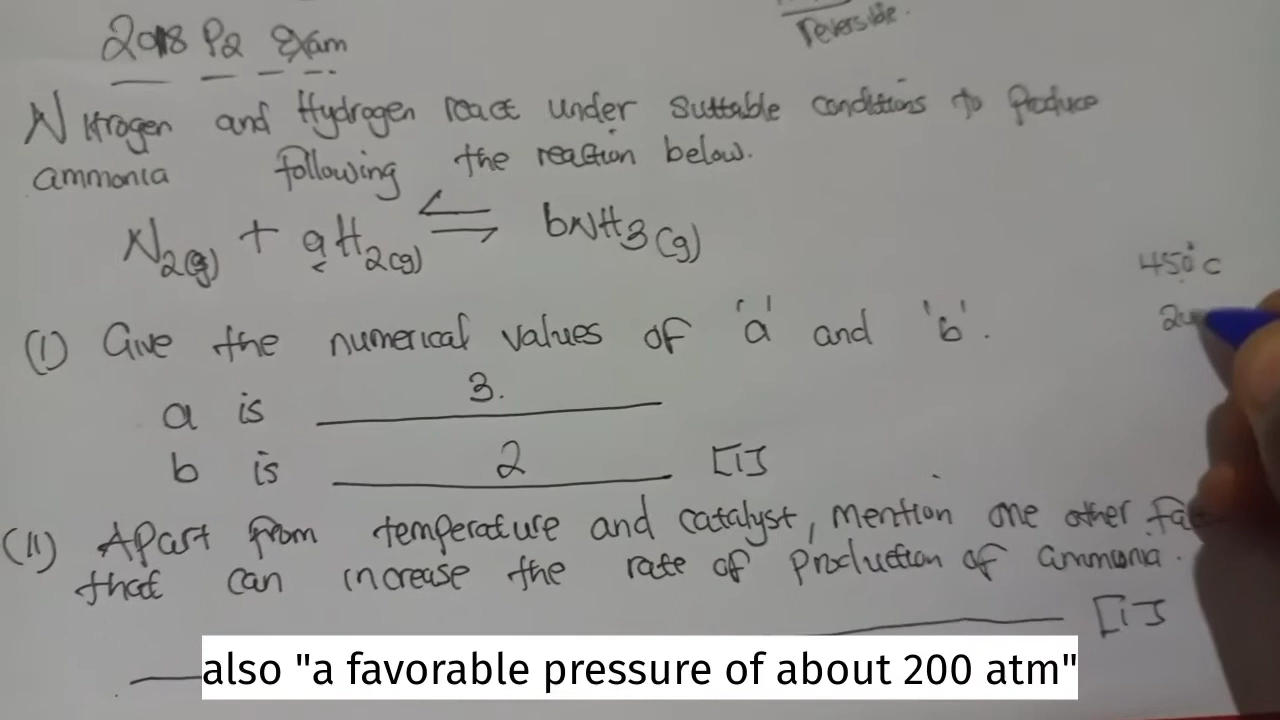 reversible.
2018 P2 Exam
Nitrogen and Hydrogen react under suitable conditions to produce
ammonia following the reaction below.
N2(g) + aH2(g) ⇌ bNH3(g)
450°C
(I) Give the numerical values of 'a' and 'b'.
a is 3.
b is 2 [1]
(II) Apart from temperature and catalyst, mention one other
that can increase the rate of production of ammonia.
[1]
also "a favorable pressure of about 200 atm"